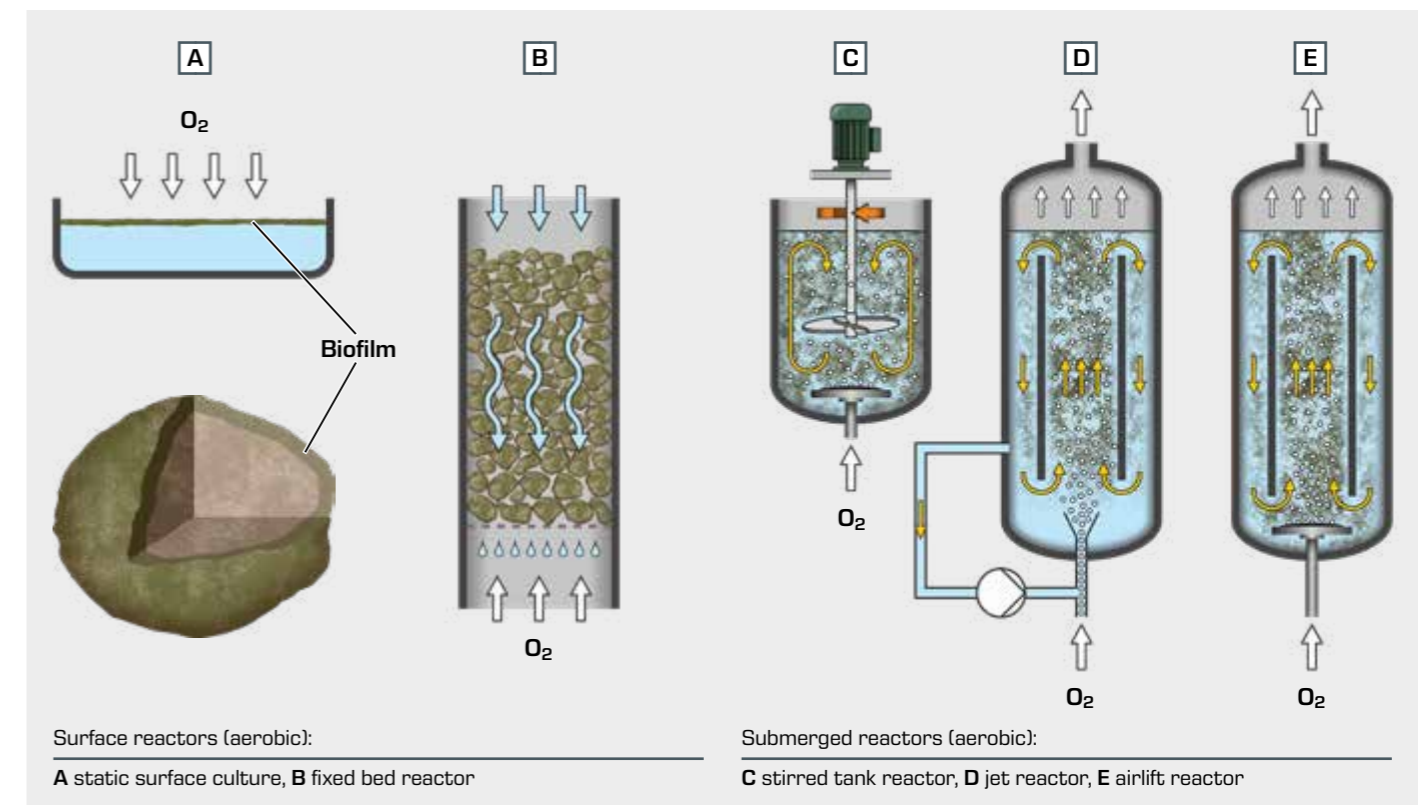 A
B
C
D
E
O₂
Biofilm
O₂
O₂
O₂
O₂
Surface reactors (aerobic):
A static surface culture, B fixed bed reactor
Submerged reactors (aerobic):
C stirred tank reactor, D jet reactor, E airlift reactor